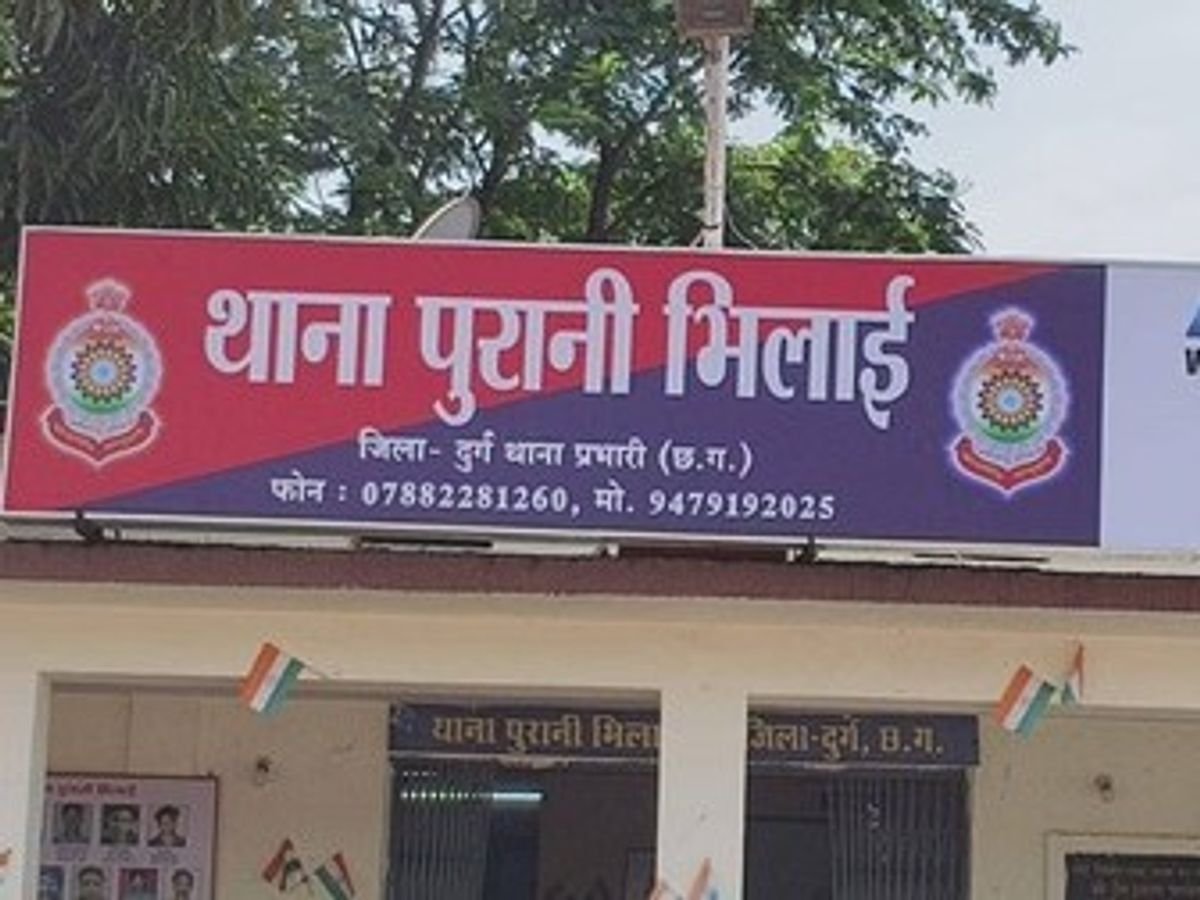 थाना पुरानी भिलाई
जिला- दुर्ग थाना प्रभारी (छ.ग.)
फोन : 07882281260, मो. 9479192025
W
थाना पुरानी भिला
जिला-दुर्ग, छ.ग.